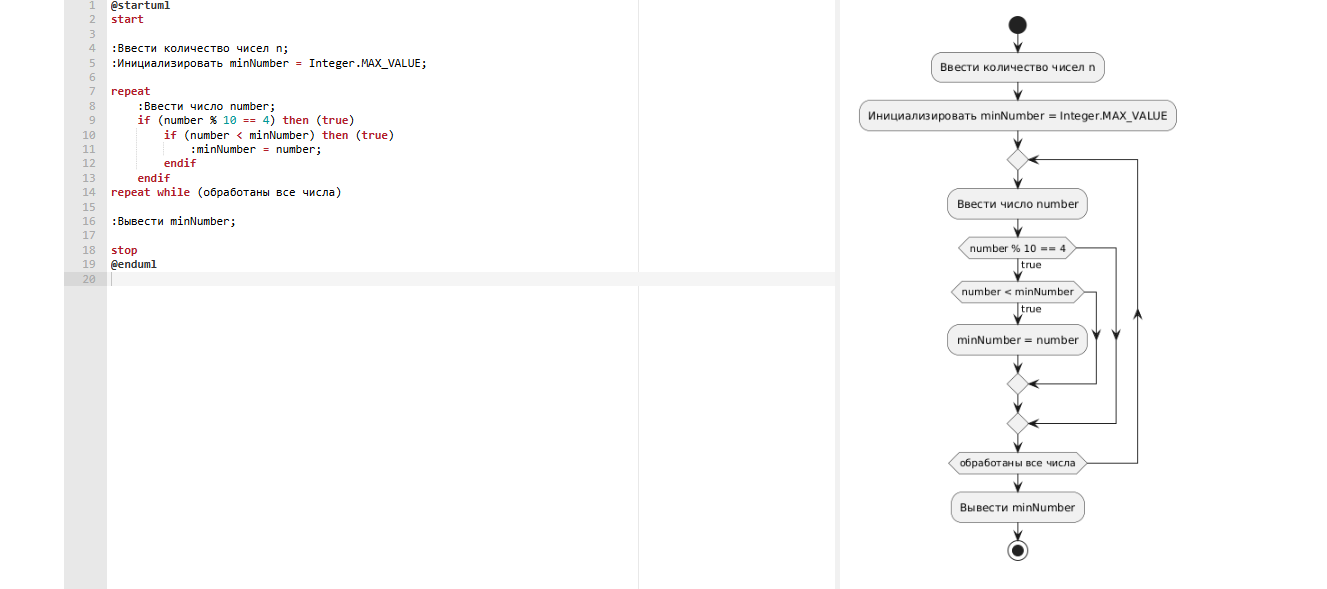 1 @startuml
2 start
3
4 :Ввести количество чисел n;
5 :Инициализировать minNumber = Integer.MAX_VALUE;
6
7 repeat
8 :Ввести число number;
9 if (number % 10 == 4) then (true)
10 if (number < minNumber) then (true)
11 :minNumber = number;
12 endif
13 endif
14 repeat while (обработаны все числа)
15
16 :Вывести minNumber;
17
18 stop
19 @enduml
20
Ввести количество чисел n
Инициализировать minNumber = Integer.MAX_VALUE
Ввести число number
number % 10 == 4
true
number < minNumber
true
minNumber = number
обработаны все числа
Вывести minNumber